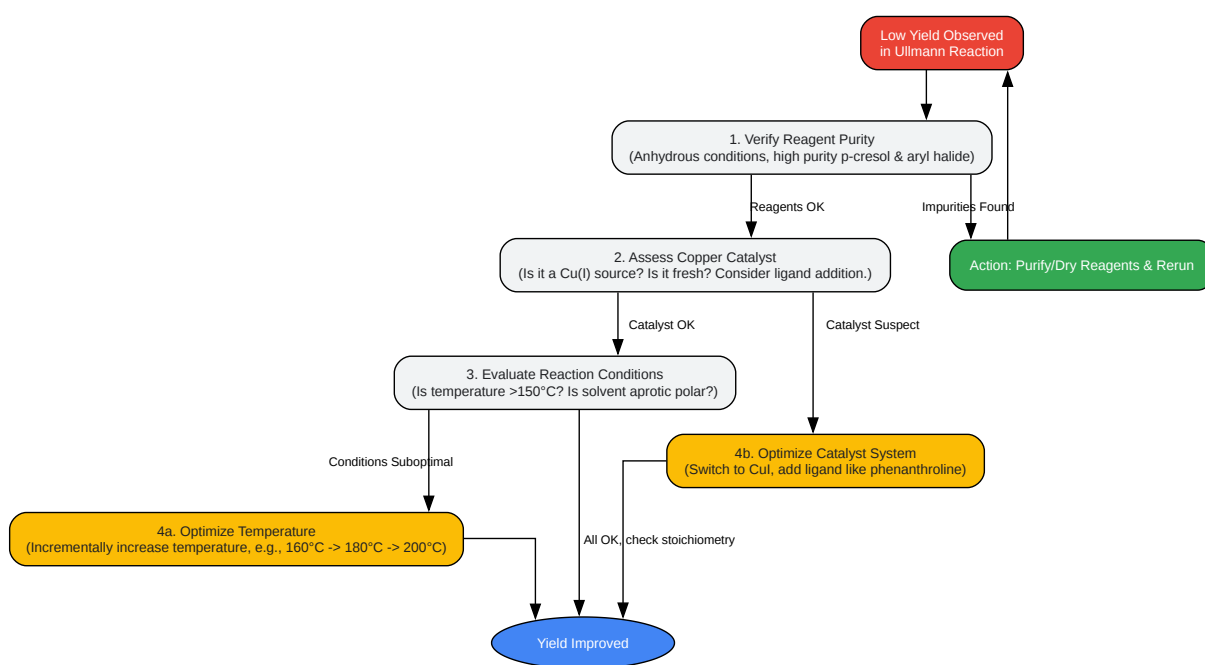 Low Yield Observed
in Ullmann Reaction
1. Verify Reagent Purity
(Anhydrous conditions, high purity p-cresol & aryl halide)
Reagents OK
Impurities Found
2. Assess Copper Catalyst
(Is it a Cu(I) source? Is it fresh? Consider ligand addition.)
Action: Purify/Dry Reagents & Rerun
Catalyst OK
Catalyst Suspect
3. Evaluate Reaction Conditions
(Is temperature >150°C? Is solvent aprotic polar?)
Conditions Suboptimal
4b. Optimize Catalyst System
(Switch to CuI, add ligand like phenanthroline)
4a. Optimize Temperature
(Incrementally increase temperature, e.g., 160°C -> 180°C -> 200°C)
All OK, check stoichiometry
Yield Improved